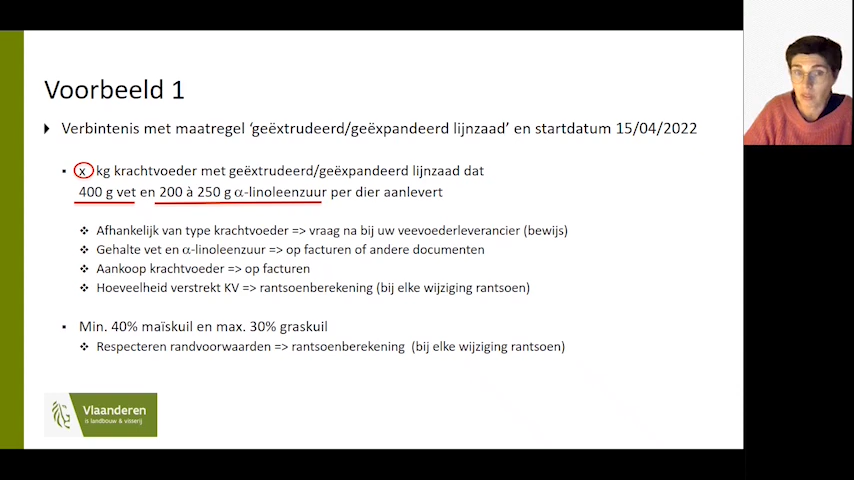 Voorbeeld 1
Verbintenis met maatregel ‘geëxtrudeerd/geëxpandeerd lijnzaad’ en startdatum 15/04/2022
x kg krachtvoeder met geëxtrudeerd/geëxpandeerd lijnzaad dat
400 g vet en 200 à 250 g α-linoleenzuur per dier aanlevert
Afhankelijk van type krachtvoeder => vraag na bij uw veevoederleverancier (bewijs)
Gehalte vet en α-linoleenzuur => op facturen of andere documenten
Aankoop krachtvoeder => op facturen
Hoeveelheid verstrekt KV => rantsoenberekening (bij elke wijziging rantsoen)
Min. 40% maïskuil en max. 30% graskuil
Respecteren randvoorwaarden => rantsoenberekening (bij elke wijziging rantsoen)
Vlaanderen
is landbouw & visserij